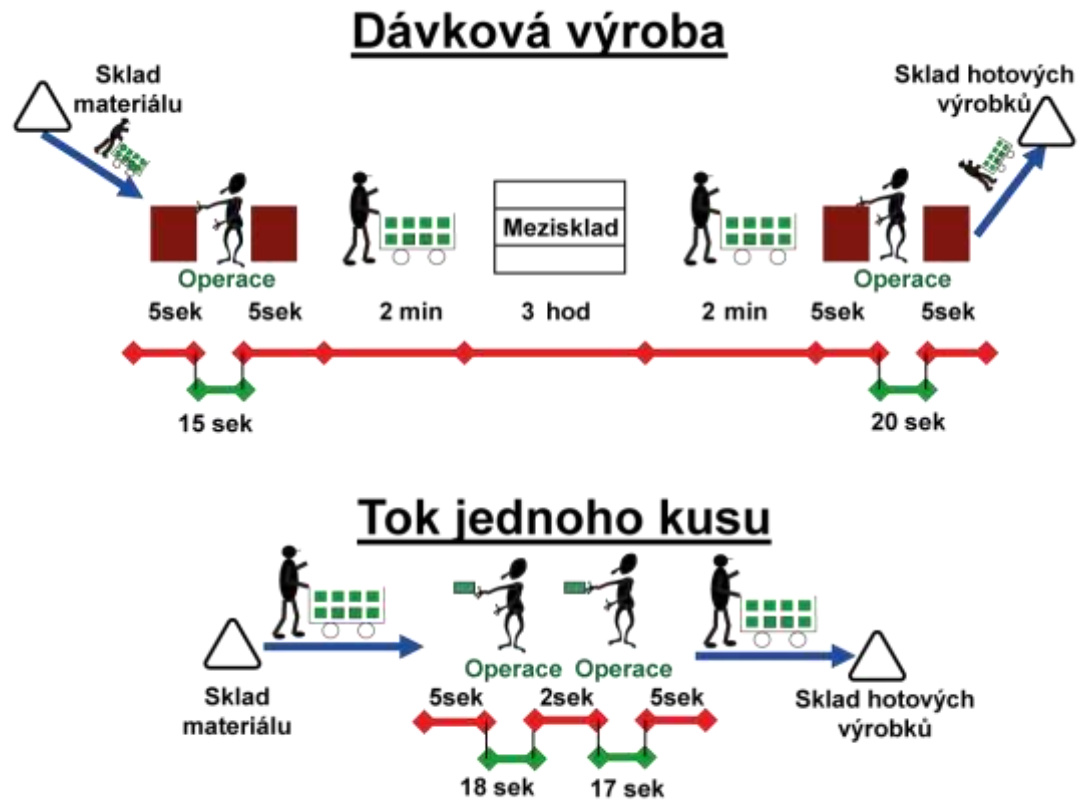 Dávková výroba
Sklad
materiálu
Sklad hotových
výrobků
Mezisklad
Operace
Operace
5sek
5sek
2 min
3 hod
2 min
5sek
5sek
15 sek
20 sek
Tok jednoho kusu
Operace
Operace
Sklad
materiálu
5sek
2sek
5sek
Sklad hotových
výrobků
18 sek
17 sek